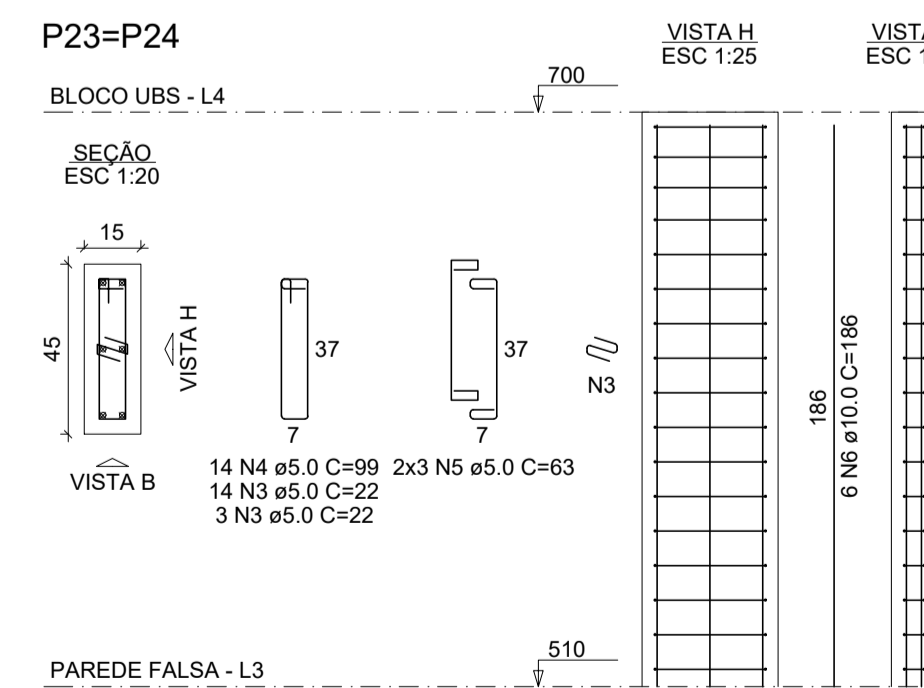 P23=P24
VISTA H
ESC 1:25
VISTA
ESC 1
700
BLOCO UBS - L4
SEÇÃO
ESC 1:20
15
45
VISTA H
VISTA B
37
7
14 N4 ø5.0 C=99
14 N3 ø5.0 C=22
3 N3 ø5.0 C=22
37
7
2x3 N5 ø5.0 C=63
N3
186
6 N6 ø10.0 C=186
510
PAREDE FALSA - L3